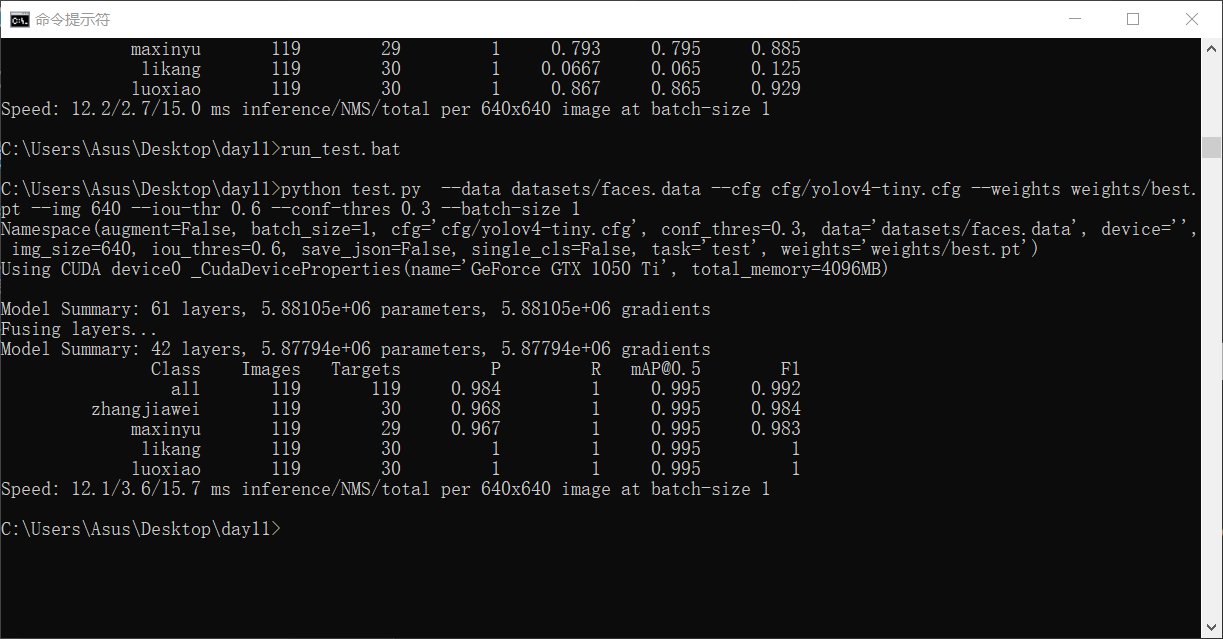 命令提示符
maxinyu 119 29 1 0.793 0.795 0.885
likang 119 30 1 0.0667 0.065 0.125
luoxiao 119 30 1 0.867 0.865 0.929
Speed: 12.2/2.7/15.0 ms inference/NMS/total per 640x640 image at batch-size 1
C:\Users\Asus\Desktop\day11>run_test.bat
C:\Users\Asus\Desktop\day11>python test.py  --data datasets/faces.data --cfg cfg/yolov4-tiny.cfg --weights weights/best.
pt --img 640 --iou-thr 0.6 --conf-thres 0.3 --batch-size 1
Namespace(augment=False, batch_size=1, cfg='cfg/yolov4-tiny.cfg', conf_thres=0.3, data='datasets/faces.data', device='',
img_size=640, iou_thres=0.6, save_json=False, single_cls=False, task='test', weights='weights/best.pt')
Using CUDA device0 _CudaDeviceProperties(name='GeForce GTX 1050 Ti', total_memory=4096MB)
Model Summary: 61 layers, 5.88105e+06 parameters, 5.88105e+06 gradients
Fusing layers...
Model Summary: 42 layers, 5.87794e+06 parameters, 5.87794e+06 gradients
Class Images Targets P R mAP@0.5 F1
all 119 119 0.984 1 0.995 0.992
zhangjiawei 119 30 0.968 1 0.995 0.984
maxinyu 119 29 0.967 1 0.995 0.983
likang 119 30 1 1 0.995 1
luoxiao 119 30 1 1 0.995 1
Speed: 12.1/3.6/15.7 ms inference/NMS/total per 640x640 image at batch-size 1
C:\Users\Asus\Desktop\day11>